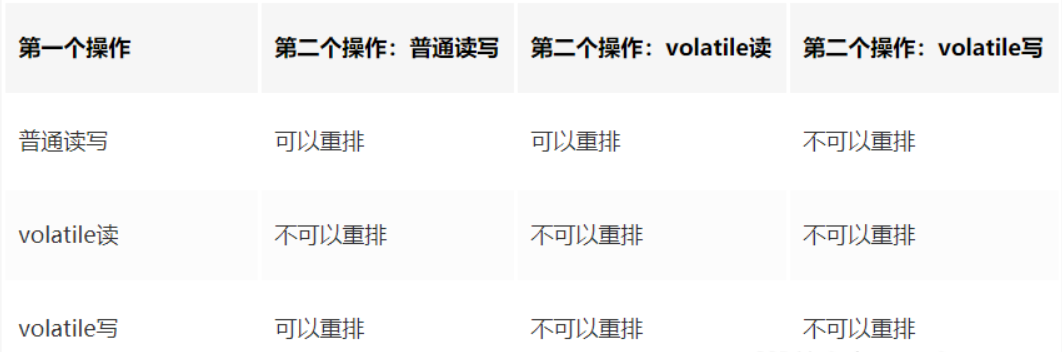 第一个操作 第二个操作：普通读写 第二个操作：volatile读 第二个操作：volatile写
普通读写 可以重排 可以重排 不可以重排
volatile读 不可以重排 不可以重排 不可以重排
volatile写 可以重排 不可以重排 不可以重排